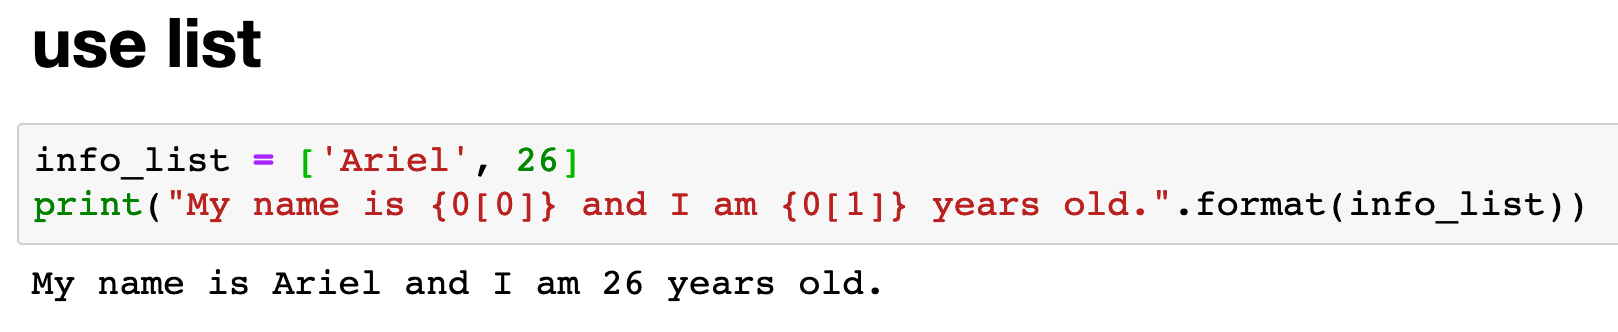 use list
info_list = ['Ariel', 26]
print("My name is {0[0]} and I am {0[1]} years old.".format(info_list))
My name is Ariel and I am 26 years old.